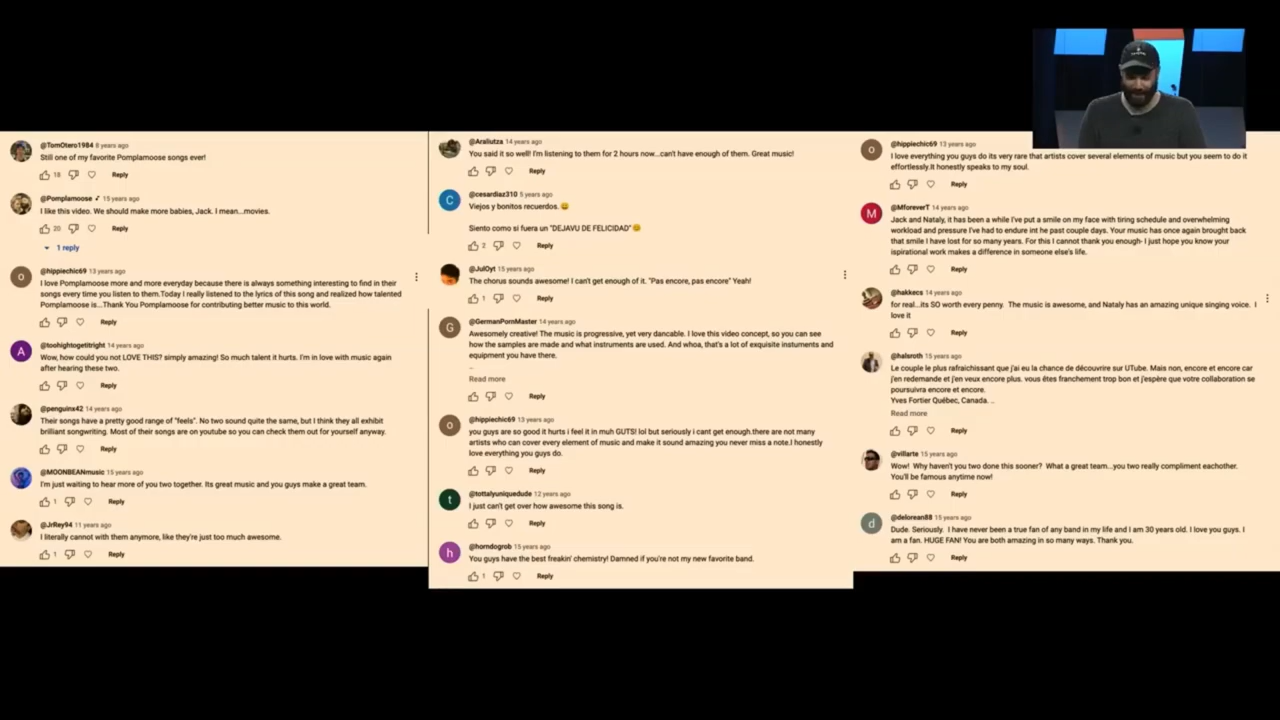 @TomOtero1984 8 years ago
Still one of my favorite Pomplamoose songs ever!
18 Reply
@Pomplamoose ♪ 15 years ago
I like this video. We should make more babies, Jack. I mean...movies.
20 Reply
1 reply
@hippiechic69 13 years ago
I love Pomplamoose more and more everyday because there is always something interesting to find in their
songs every time you listen to them.Today I really listened to the lyrics of this song and realized how talented
Pomplamoose is...Thank You Pomplamoose for contributing better music to this world.
Reply
A
@toohightogetitright 14 years ago
Wow, how could you not LOVE THIS? simply amazing! So much talent it hurts. I'm in love with music again
after hearing these two.
Reply
@penguinx42 14 years ago
Their songs have a pretty good range of "feels". No two sound quite the same, but I think they all exhibit
brilliant songwriting. Most of their songs are on youtube so you can check them out for yourself anyway.
Reply
@MOONBEANmusic 15 years ago
I'm just waiting to hear more of you two together. Its great music and you guys make a great team.
1 Reply
@JrRey94 11 years ago
I literally cannot with them anymore, like they're just too much awesome.
1 Reply
@Araliutza 14 years ago
You said it so well! I'm listening to them for 2 hours now...can't have enough of them. Great music!
Reply
C
@cesardiaz310 5 years ago
Viejos y bonitos recuerdos. 😄
Siento como si fuera un "DEJAVU DE FELICIDAD"😊
2 Reply
@JulOyt 15 years ago
The chorus sounds awesome! I can't get enough of it. "Pas encore, pas encore" Yeah!
1 Reply
G
@GermanPornMaster 14 years ago
Awesomely creative! The music is progressive, yet very dancable. I love this video concept, so you can see
how the samples are made and what instruments are used. And whoa, that's a lot of exquisite instuments and
equipment you have there.
..
Read more
Reply
o
@hippiechic69 13 years ago
you guys are so good it hurts i feel it in muh GUTS! lol but seriously i cant get enough.there are not many
artists who can cover every element of music and make it sound amazing you never miss a note.I honestly
love everything you guys do.
Reply
t
@tottalyuniquedude 12 years ago
I just can't get over how awesome this song is.
Reply
h
@horndogrob 15 years ago
You guys have the best freakin' chemistry! Damned if you're not my new favorite band.
1 Reply
o
@hippiechic69 13 years ago
I love everything you guys do its very rare that artists cover several elements of music but you seem to do it
effortlessly.It honestly speaks to my soul.
Reply
M
@MforeverT 14 years ago
Jack and Nataly, it has been a while I've put a smile on my face with tiring schedule and overwhelming
workload and pressure I've had to endure int he past couple days. Your music has once again brought back
that smile I have lost for so many years. For this I cannot thank you enough- I just hope you know your
ispirational work makes a difference in someone else's life.
Reply
@hakkecs 14 years ago
for real...its SO worth every penny. The music is awesome, and Nataly has an amazing unique singing voice. I
love it
Reply
@halsroth 15 years ago
Le couple le plus rafraichissant que j'ai eu la chance de découvrire sur UTube. Mais non, encore et encore car
j'en redemande et j'en veux encore plus. vous étes franchement trop bon et j'espère que votre collaboration se
poursuivra encore et encore.
Yves Fortier Québec, Canada. ..
Read more
Reply
@villarte 15 years ago
Wow! Why haven't you two done this sooner? What a great team...you two really compliment eachother.
You'll be famous anytime now!
Reply
d
@delorean88 15 years ago
Dude. Seriously. I have never been a true fan of any band in my life and I am 30 years old. I love you guys. I
am a fan. HUGE FAN! You are both amazing in so many ways. Thank you.
Reply